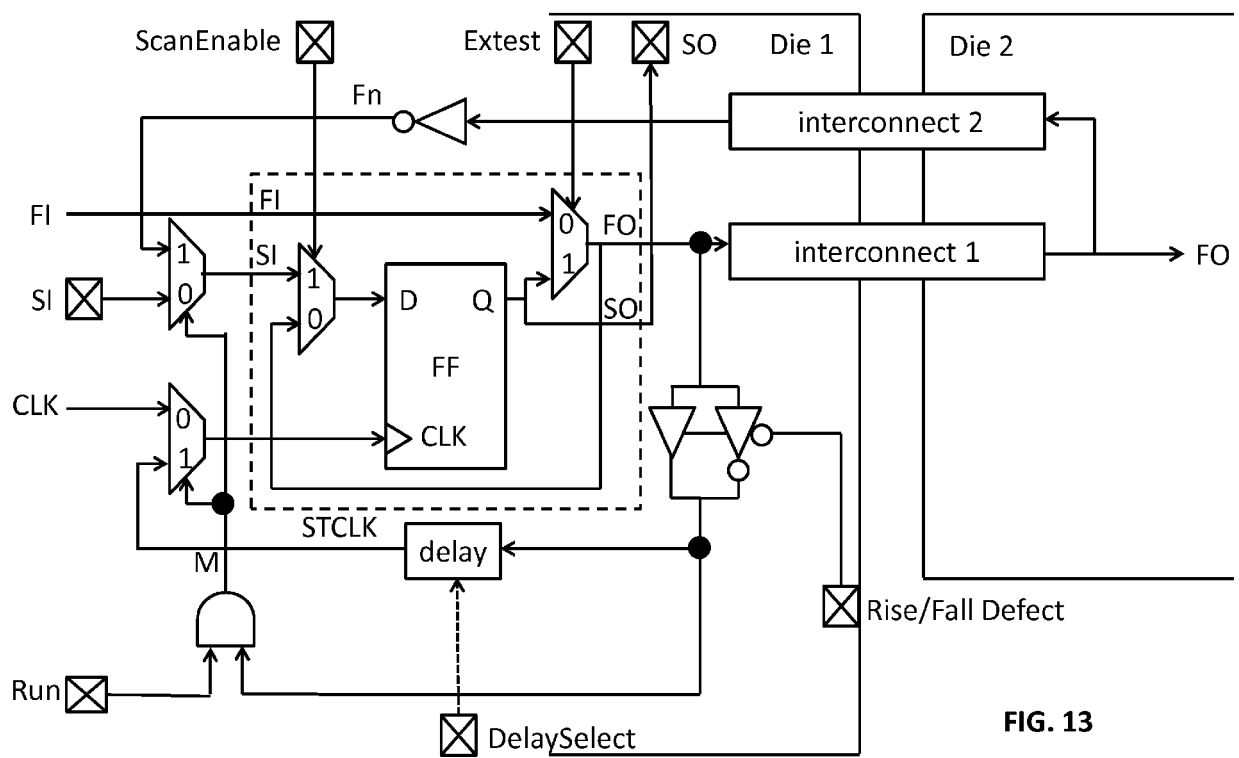 ScanEnable
Extest
SO
Die 1
Die 2
Fn
interconnect 2
FI
FI
0
FO
1
SI
1
interconnect 1
FO
SI
0
1
0
D
Q
SO
FF
CLK
0
CLK
1
STCLK
delay
M
Rise/Fall Defect
Run
DelaySelect
FIG. 13